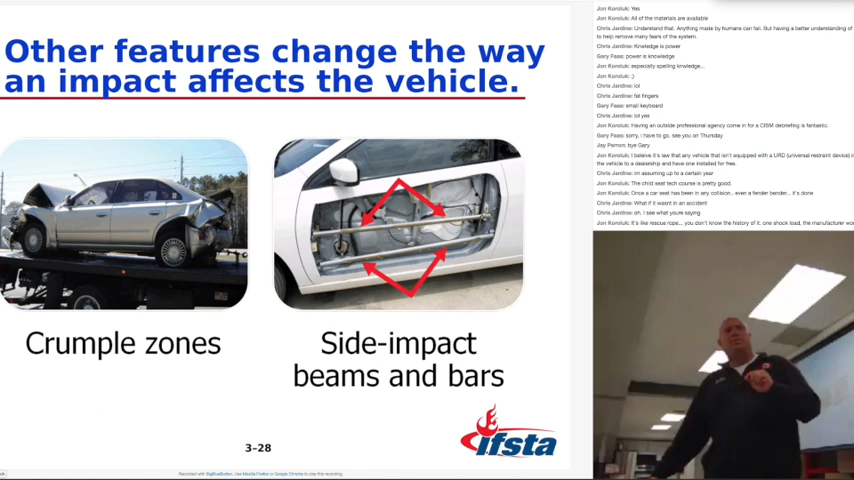 Other features change the way
an impact affects the vehicle.
Crumple zones
Side-impact
beams and bars
3–28
ifsta
Recorded with BigBlueButton. Use Mozilla Firefox or Google Chrome to play this recording.
Jon Koroluk: Yes
Jon Koroluk: All of the materials are available
Chris Jardine: Understand that. Anything made by humans can fail. But having a better understanding of
to help remove many fears of the system.
Chris Jardine: Knwledge is power
Gary Faas: power is knowledge
Jon Koroluk: especially spelling knwledge...
Jon Koroluk: ;)
Chris Jardine: lol
Chris Jardine: fat fingers
Gary Faas: small keyboard
Chris Jardine: lol yes
Jon Koroluk: Having an outside professional agency come in for a CISM debriefing is fantastic.
Gary Faas: sorry, i have to go. see you on Thursday
Jay Perron: bye Gary
Jon Koroluk: I beleive it's law that any vehicle that isn't equipped with a URD (universal restraint device) in
the vehicle to a dealership and have one installed for free.
Chris Jardine: im assuming up to a certain year
Jon Koroluk: The child seat tech course is pretty good.
Jon Koroluk: Once a car seat has been in any collision.. even a fender bender... it's done
Chris Jardine: What if it wasnt in an accident
Chris Jardine: oh. I see what youre saying
Jon Koroluk: It's like rescue rope... you don't know the history of it. one shock load, the manufacturer